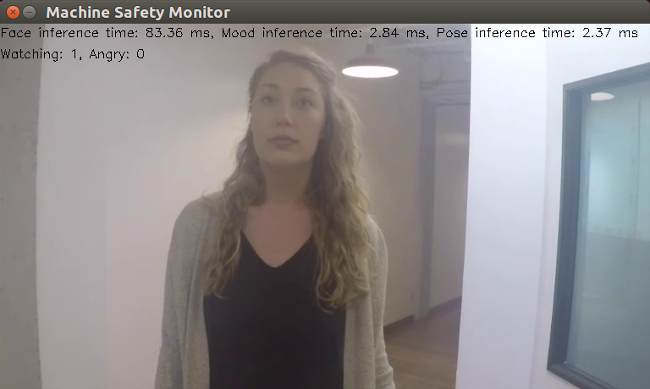 Machine Safety Monitor
Face inference time: 83.36 ms, Mood inference time: 2.84 ms, Pose inference time: 2.37 ms
Watching: 1, Angry: 0